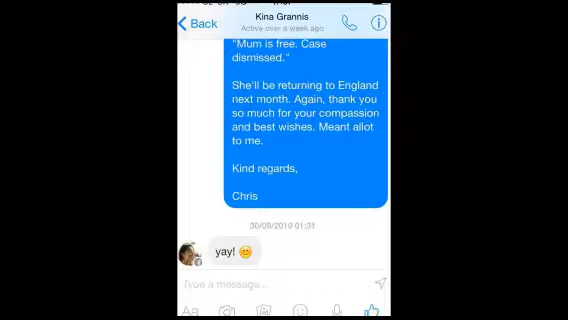 Kina Grannis
Back
Active over a week ago
"Mum is free. Case
dismissed."
She'll be returning to England
next month. Again, thank you
so much for your compassion
and best wishes. Meant allot
to me.
Kind regards,
Chris
30/09/2010 01:31
yay! 😊
Type a message...
Aa